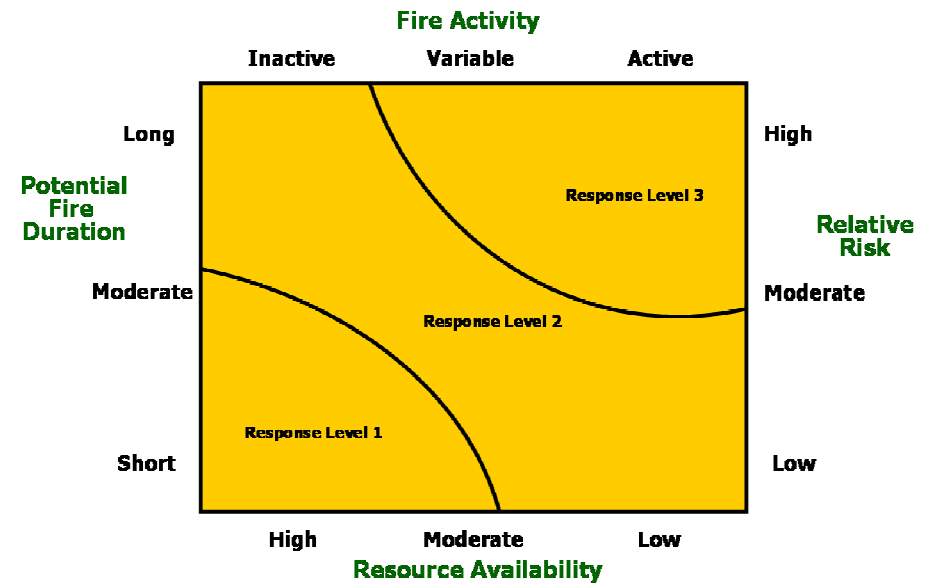 Fire Activity
Inactive Variable Active
Long High
Potential
Fire
Duration
Response Level 3
Relative
Risk
Moderate Moderate
Response Level 2
Response Level 1
Short Low
High Moderate Low
Resource Availability